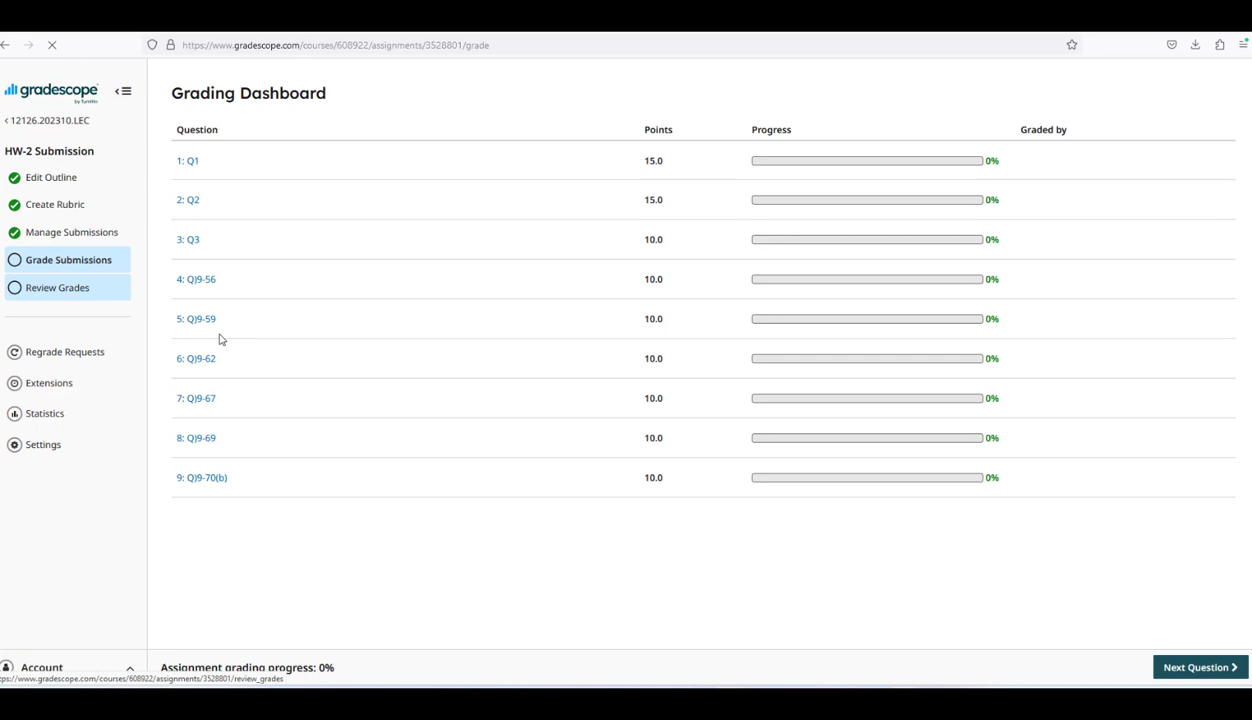 https://www.gradescope.com/courses/608922/assignments/3528801/grade
gradescope
by Turnitin
12126.202310.LEC
HW-2 Submission
Edit Outline
Create Rubric
Manage Submissions
Grade Submissions
Review Grades
Regrade Requests
Extensions
Statistics
Settings
Account
Grading Dashboard
Question Points Progress Graded by
1: Q1 15.0 0%
2: Q2 15.0 0%
3: Q3 10.0 0%
4: Q)9-56 10.0 0%
5: Q)9-59 10.0 0%
6: Q)9-62 10.0 0%
7: Q)9-67 10.0 0%
8: Q)9-69 10.0 0%
9: Q)9-70(b) 10.0 0%
Assignment grading progress: 0%
Next Question
tps://www.gradescope.com/courses/608922/assignments/3528801/review_grades